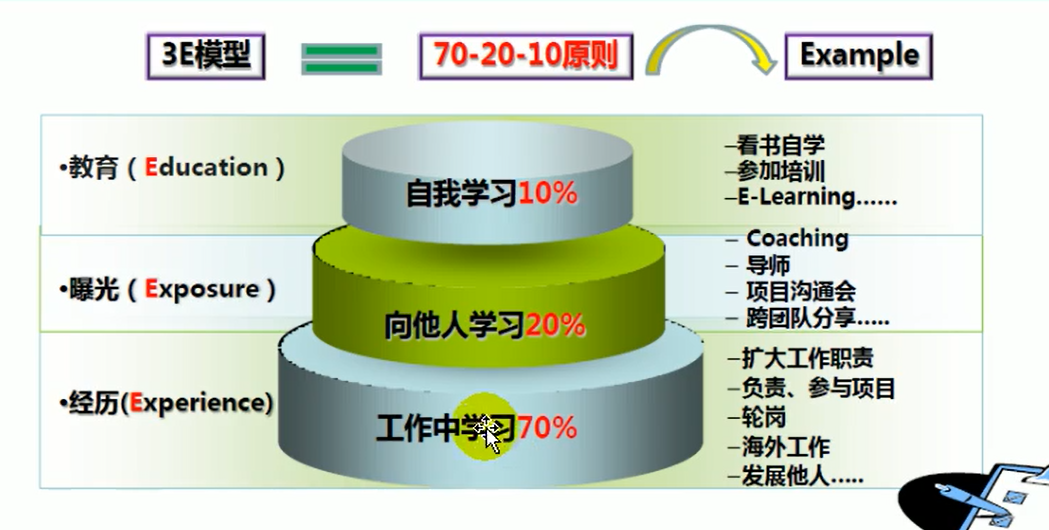 3E模型
70-20-10原则
Example
•教育（Education）
自我学习10%
–看书自学
–参加培训
–E-Learning……
•曝光（Exposure）
向他人学习20%
– Coaching
– 导师
– 项目沟通会
– 跨团队分享…..
•经历(Experience)
工作中学习70%
–扩大工作职责
–负责、参与项目
–轮岗
–海外工作
–发展他人…..